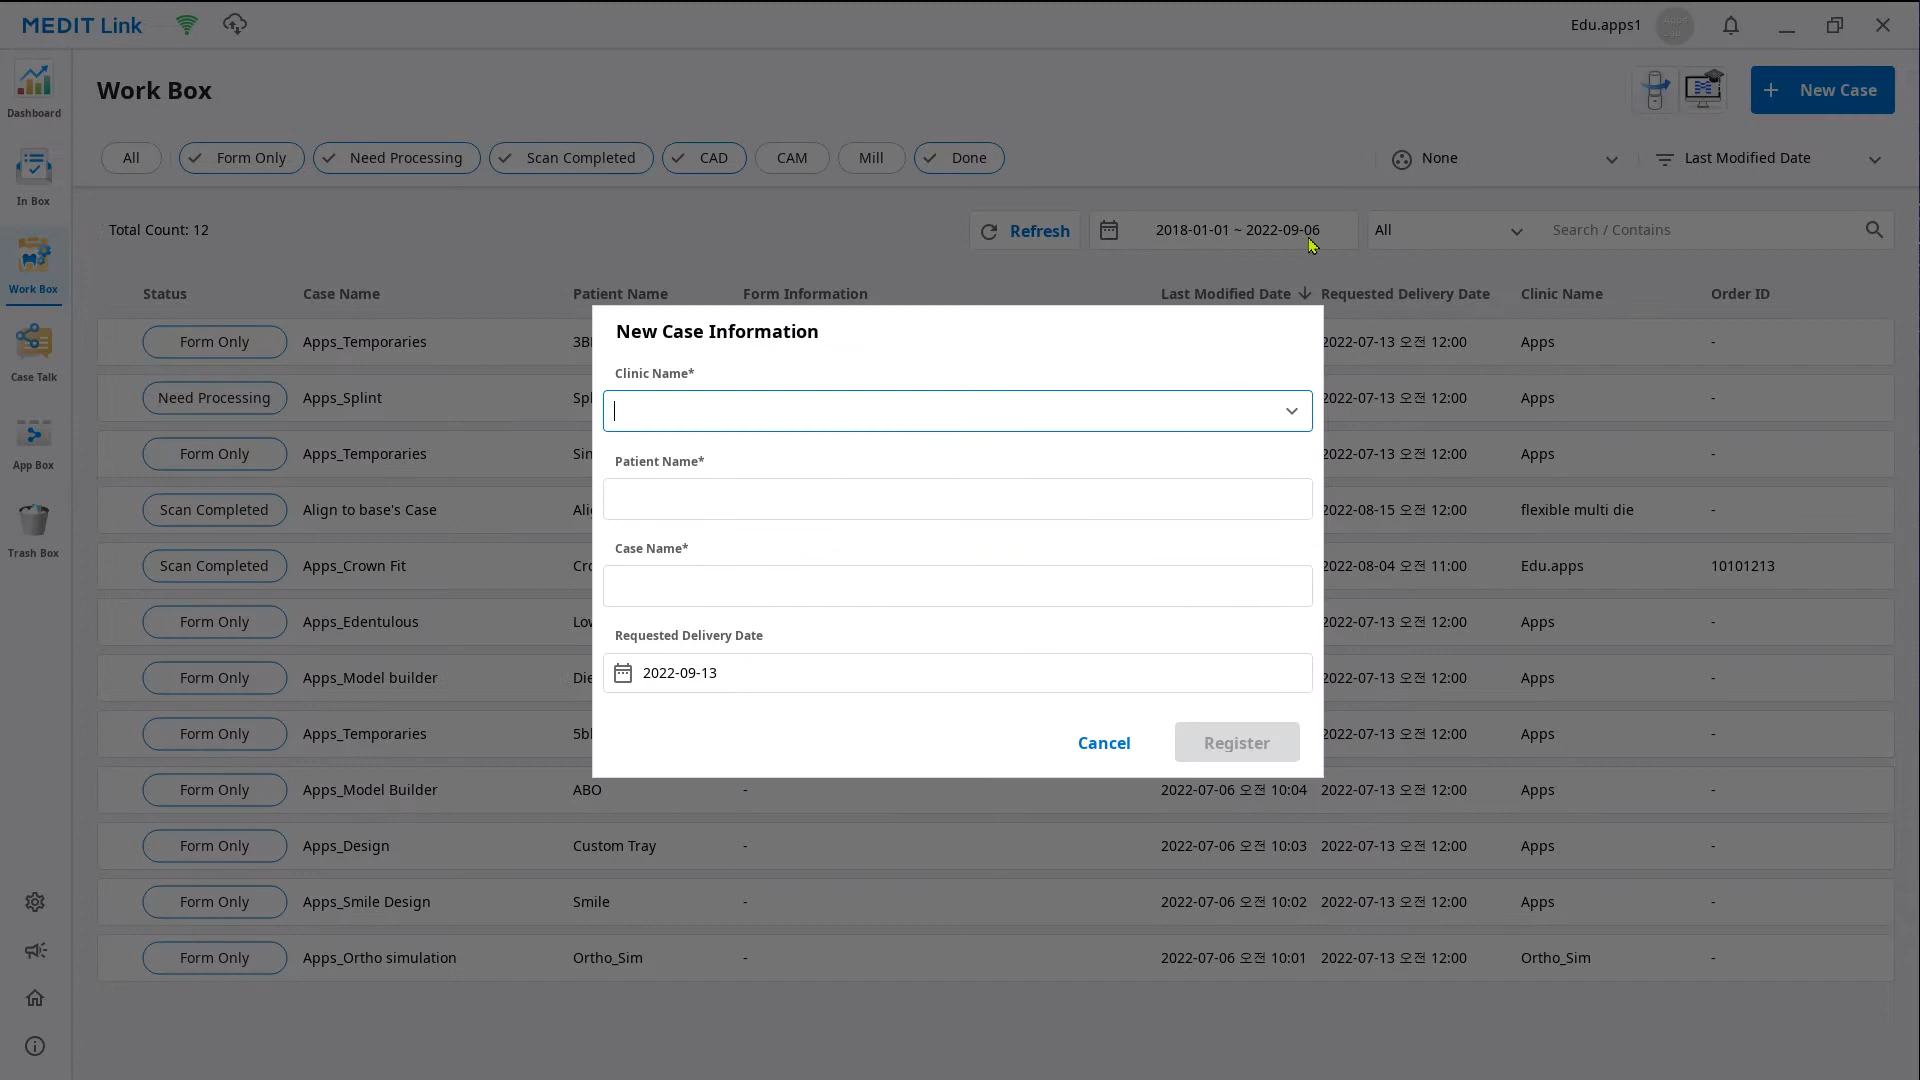 MEDIT Link
Edu.apps1
Work Box
+ New Case
All
Form Only
Need Processing
Scan Completed
CAD
CAM
Mill
Done
None
Last Modified Date
Total Count: 12
Refresh
2018-01-01 ~ 2022-09-06
All
Search / Contains
Status Case Name Patient Name Form Information Last Modified Date Requested Delivery Date Clinic Name Order ID
Form Only Apps_Temporaries 2022-07-13 오전 12:00 Apps -
Need Processing Apps_Splint 2022-07-13 오전 12:00 Apps -
Form Only Apps_Temporaries 2022-07-13 오전 12:00 Apps -
Scan Completed Align to base's Case 2022-08-15 오전 12:00 flexible multi die -
Scan Completed Apps_Crown Fit 2022-08-04 오전 11:00 Edu.apps 10101213
Form Only Apps_Edentulous 2022-07-13 오전 12:00 Apps -
Form Only Apps_Model builder 2022-07-13 오전 12:00 Apps -
Form Only Apps_Temporaries 2022-07-13 오전 12:00 Apps -
Form Only Apps_Model Builder ABO - 2022-07-06 오전 10:04 2022-07-13 오전 12:00 Apps -
Form Only Apps_Design Custom Tray - 2022-07-06 오전 10:03 2022-07-13 오전 12:00 Apps -
Form Only Apps_Smile Design Smile - 2022-07-06 오전 10:02 2022-07-13 오전 12:00 Apps -
Form Only Apps_Ortho simulation Ortho_Sim - 2022-07-06 오전 10:01 2022-07-13 오전 12:00 Ortho_Sim -
New Case Information
Clinic Name*
Patient Name*
Case Name*
Requested Delivery Date
2022-09-13
Cancel
Register
Dashboard
In Box
Work Box
Case Talk
App Box
Trash Box